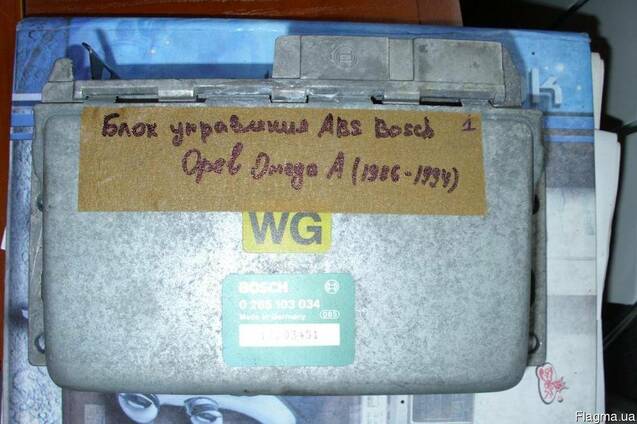 Блок управления ABS Bosch 1
Opel Omega A (1986-1994)
WG
BOSCH
0 265 103 034
Made in Germany 085
k
Flagma.ua